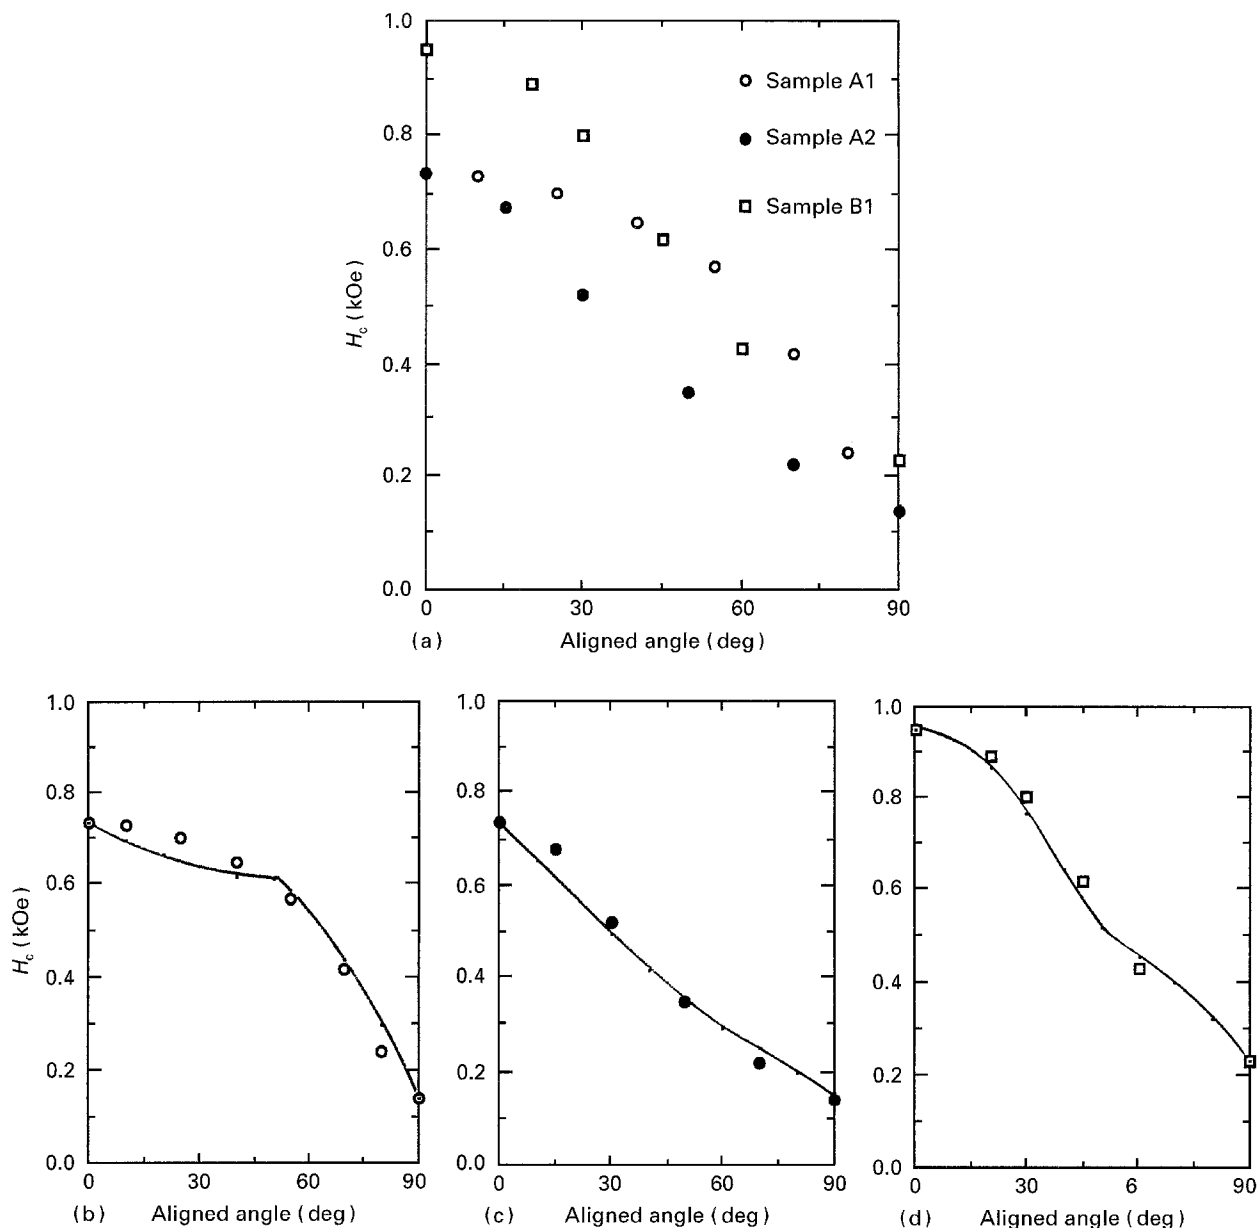 1.0
Sample A1
0.8
Sample A2
Sample B1
0.6
H_c (kOe)
0.4
0.2
0.0
0 30 60 90
(a) Aligned angle (deg)
1.0 1.0 1.0
0.8 0.8 0.8
0.6 0.6 0.6
H_c (kOe)
0.4 0.4 0.4
0.2 0.2 0.2
0.0 0.0 0.0
0 30 60 90 0 30 60 90 0 30 6 90
(b) Aligned angle (deg) (c) Aligned angle (deg) (d) Aligned angle (deg)